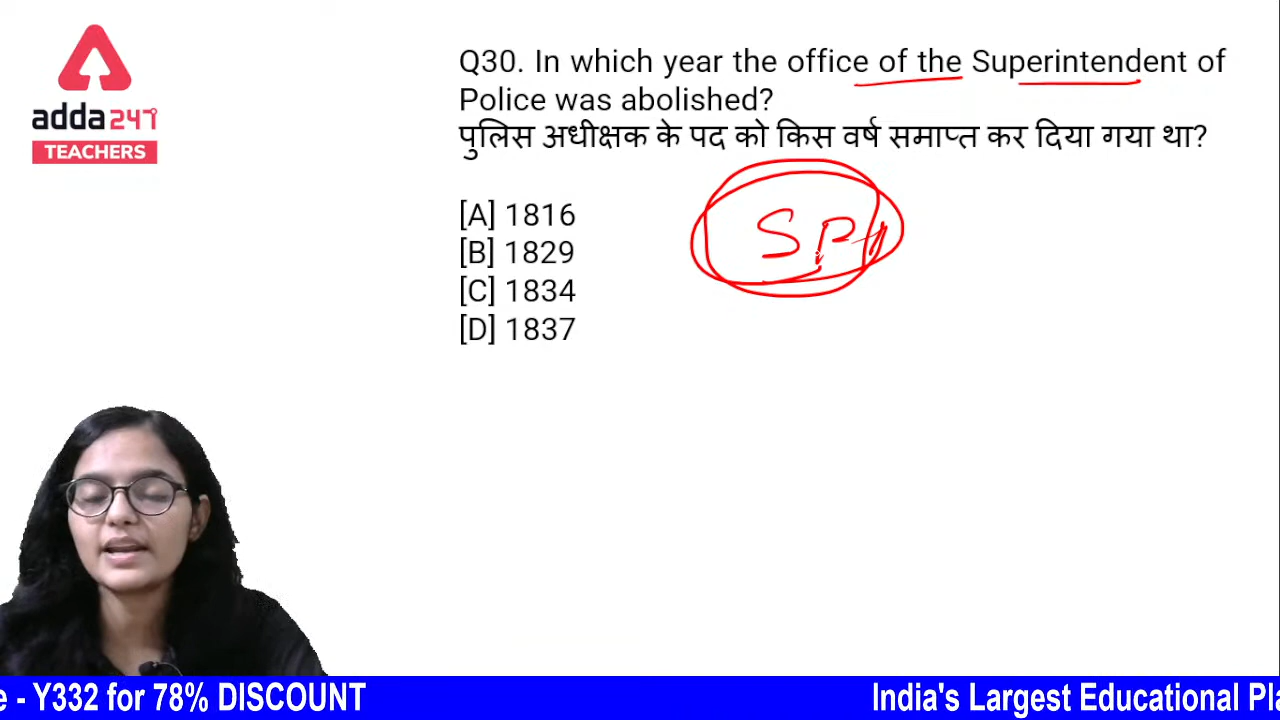 adda247
TEACHERS
Q30. In which year the office of the Superintendent of
Police was abolished?
पुलिस अधीक्षक के पद को किस वर्ष समाप्त कर दिया गया था?
[A] 1816
[B] 1829
[C] 1834
[D] 1837
SP
e - Y332 for 78% DISCOUNT
India's Largest Educational Pla